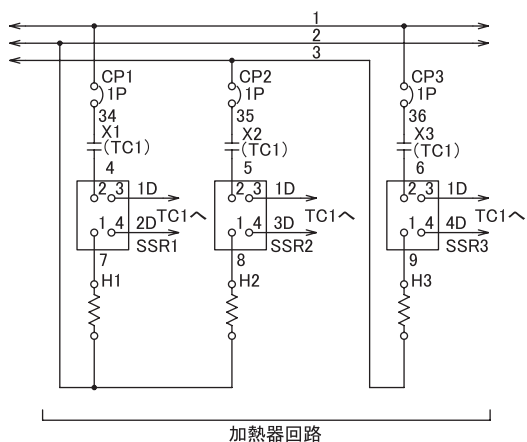 1
2
3
CP1
1P
CP2
1P
CP3
1P
34
35
36
X1
(TC1)
X2
(TC1)
X3
(TC1)
4
5
6
2 3 1D
2 3 1D
2 3 1D
TC1へ
TC1へ
TC1へ
1 4 2D
1 4 3D
1 4 4D
SSR1
SSR2
SSR3
7
8
9
H1
H2
H3
加熱器回路